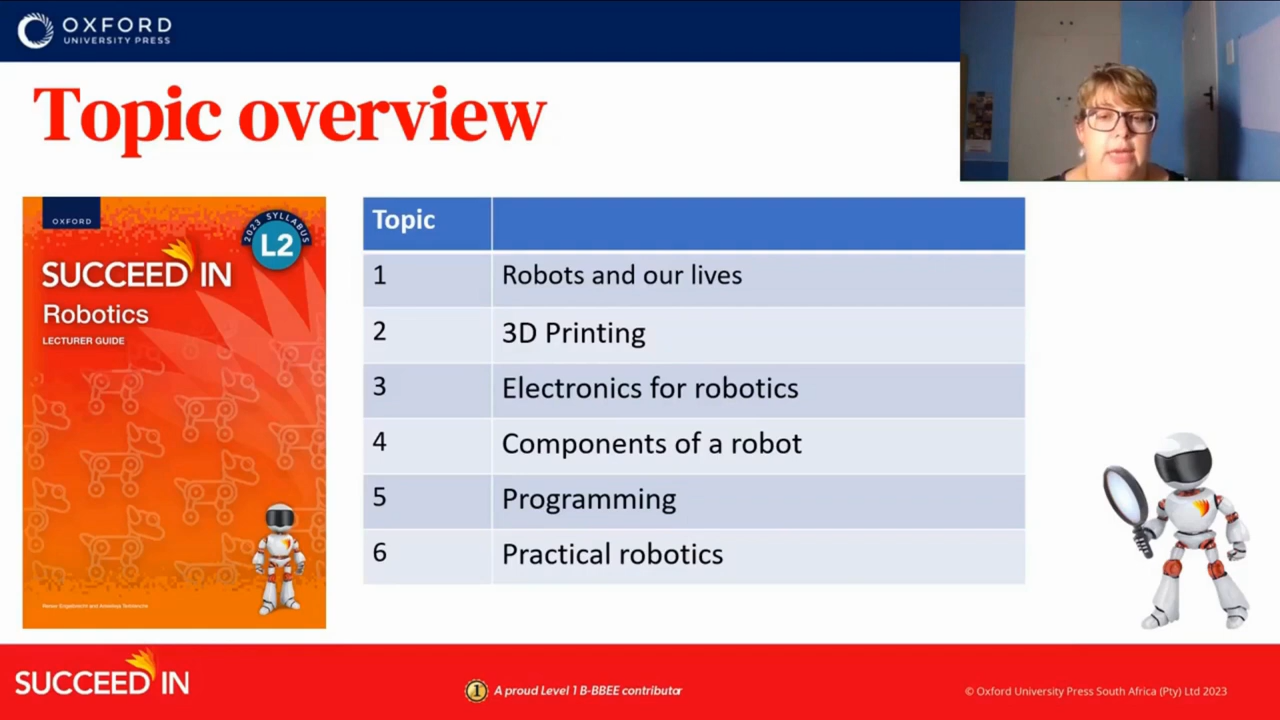 OXFORD
UNIVERSITY PRESS
Topic overview
OXFORD
2023 SYLLABUS
L2
SUCCEED IN
Robotics
LECTURER GUIDE
Topic
1 Robots and our lives
2 3D Printing
3 Electronics for robotics
4 Components of a robot
5 Programming
6 Practical robotics
SUCCEED IN
1 A proud Level 1 B-BBEE contributor
© Oxford University Press South Africa (Pty) Ltd 2023